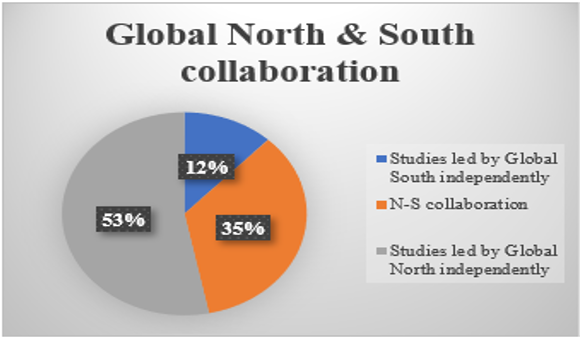 Global North & South
collaboration
12%
35%
53%
Studies led by Global
South independently
N-S collaboration
Studies led by Global
North independently